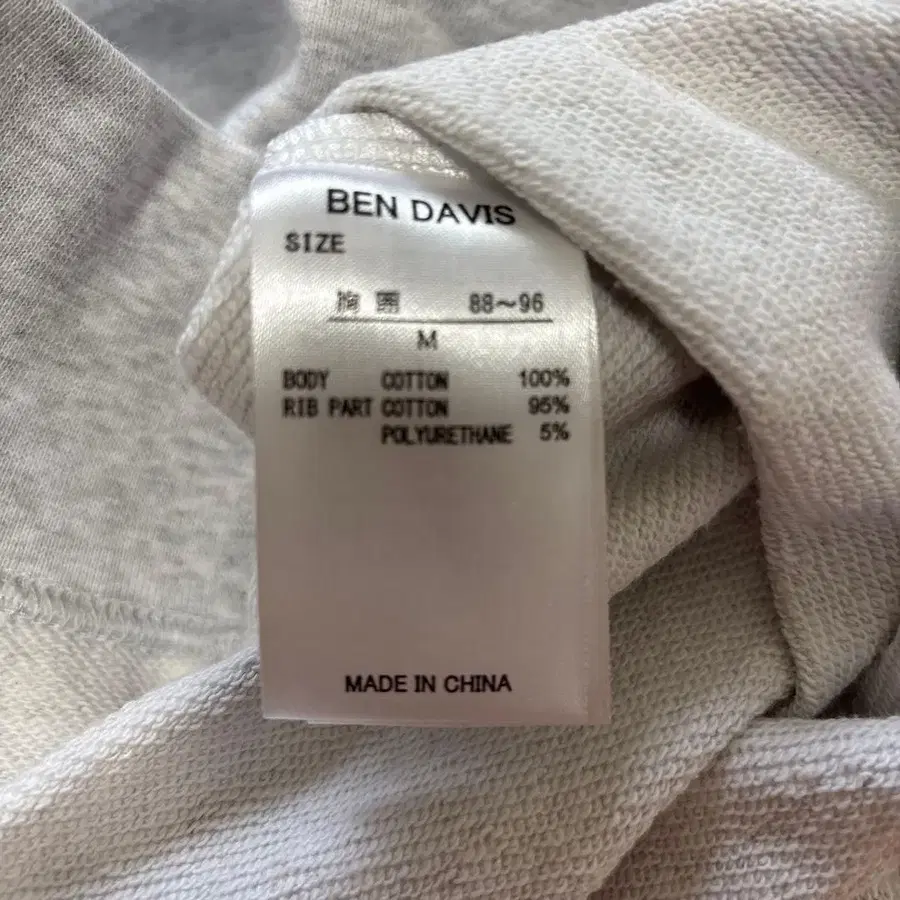 BEN DAVIS
SIZE
胸囲 88～96
M
BODY COTTON 100%
RIB PART COTTON 95%
POLYURETHANE 5%
MADE IN CHINA